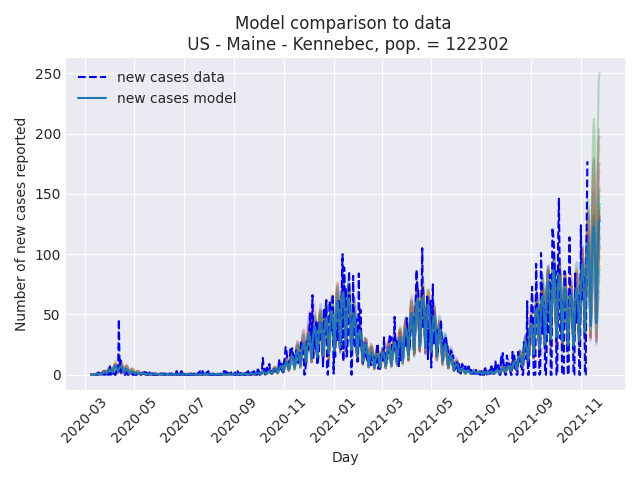 Model comparison to data
US - Maine - Kennebec, pop. = 122302
new cases data
new cases model
Number of new cases reported
250
200
150
100
50
0
2020-03
2020-05
2020-07
2020-09
2020-11
2021-01
2021-03
2021-05
2021-07
2021-09
2021-11
Day